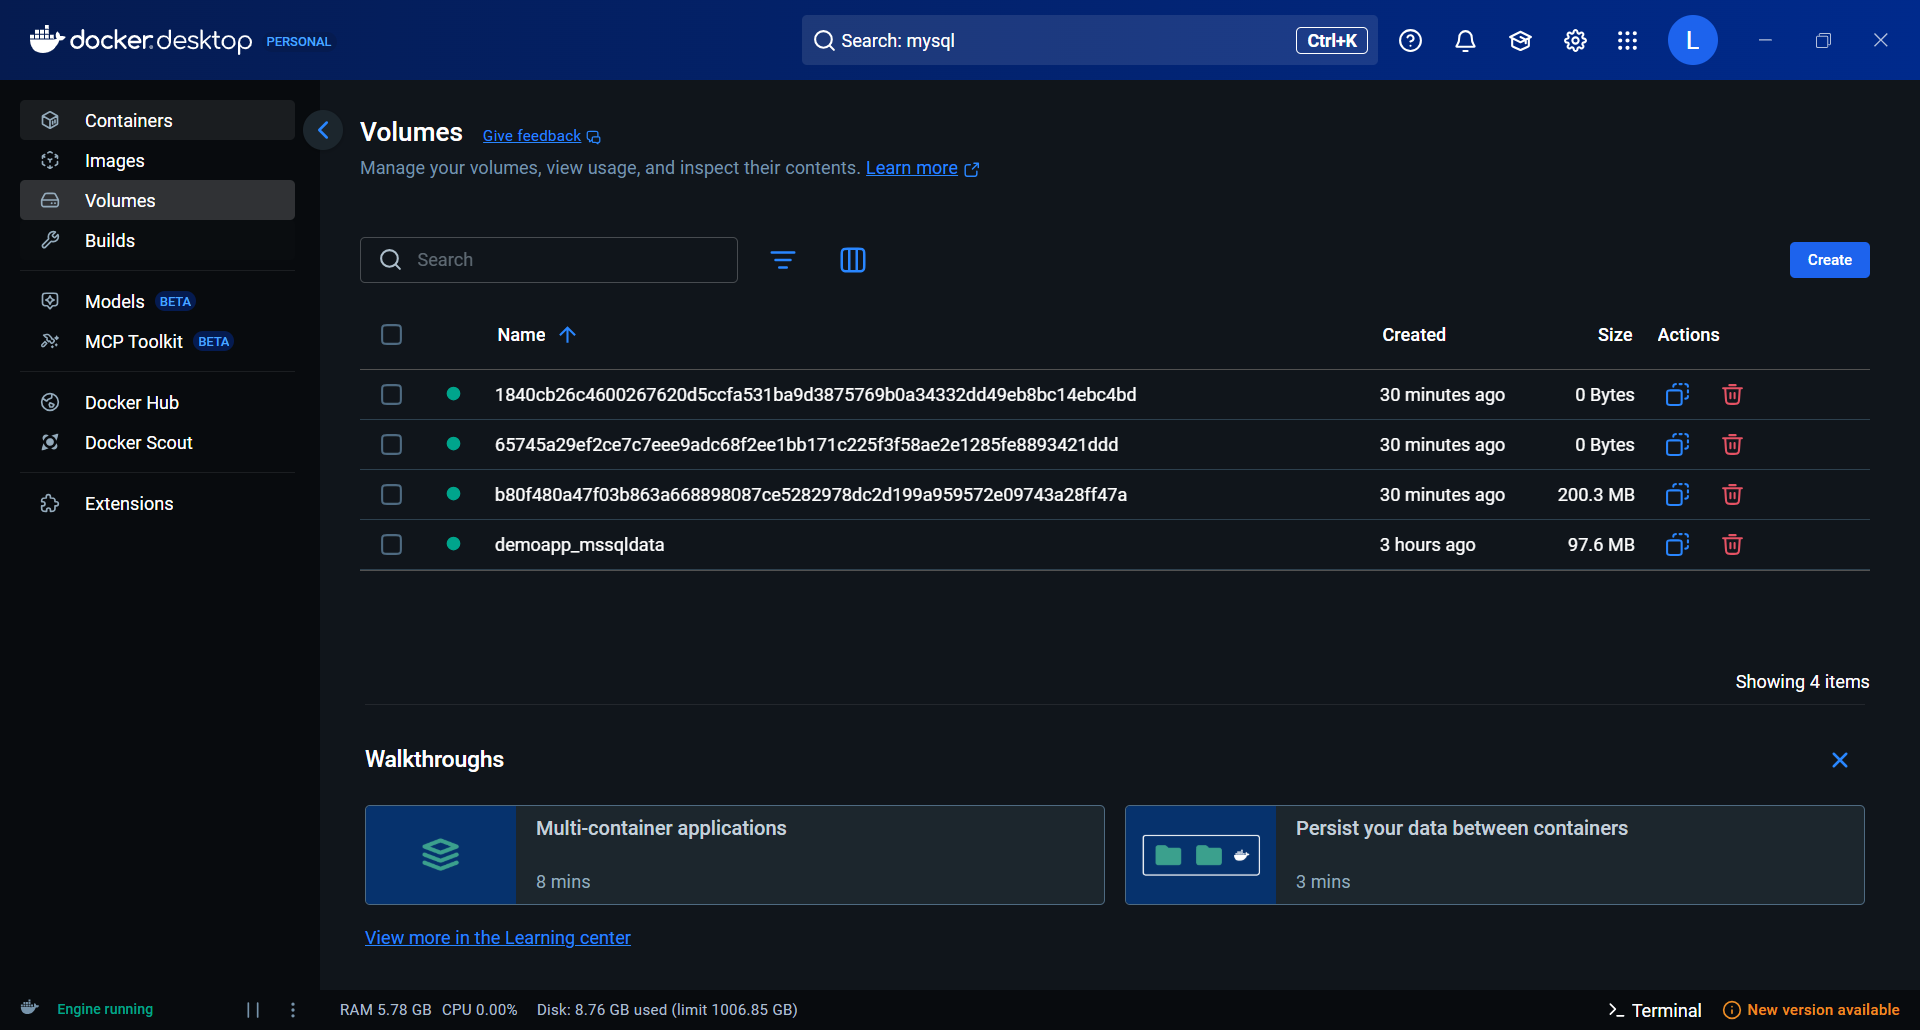 docker.desktop PERSONAL
Search: mysql
Ctrl+K
L
Containers
Images
Volumes
Builds
Models BETA
MCP Toolkit BETA
Docker Hub
Docker Scout
Extensions
Volumes Give feedback
Manage your volumes, view usage, and inspect their contents. Learn more
Search
Create
Name Created Size Actions
1840cb26c4600267620d5ccfa531ba9d3875769b0a34332dd49eb8bc14ebc4bd 30 minutes ago 0 Bytes
65745a29ef2ce7c7eee9adc68f2ee1bb171c225f3f58ae2e1285fe8893421ddd 30 minutes ago 0 Bytes
b80f480a47f03b863a668898087ce5282978dc2d199a959572e09743a28ff47a 30 minutes ago 200.3 MB
demoapp_mssqldata 3 hours ago 97.6 MB
Showing 4 items
Walkthroughs
Multi-container applications
8 mins
Persist your data between containers
3 mins
View more in the Learning center
Engine running
RAM 5.78 GB CPU 0.00% Disk: 8.76 GB used (limit 1006.85 GB)
Terminal
New version available